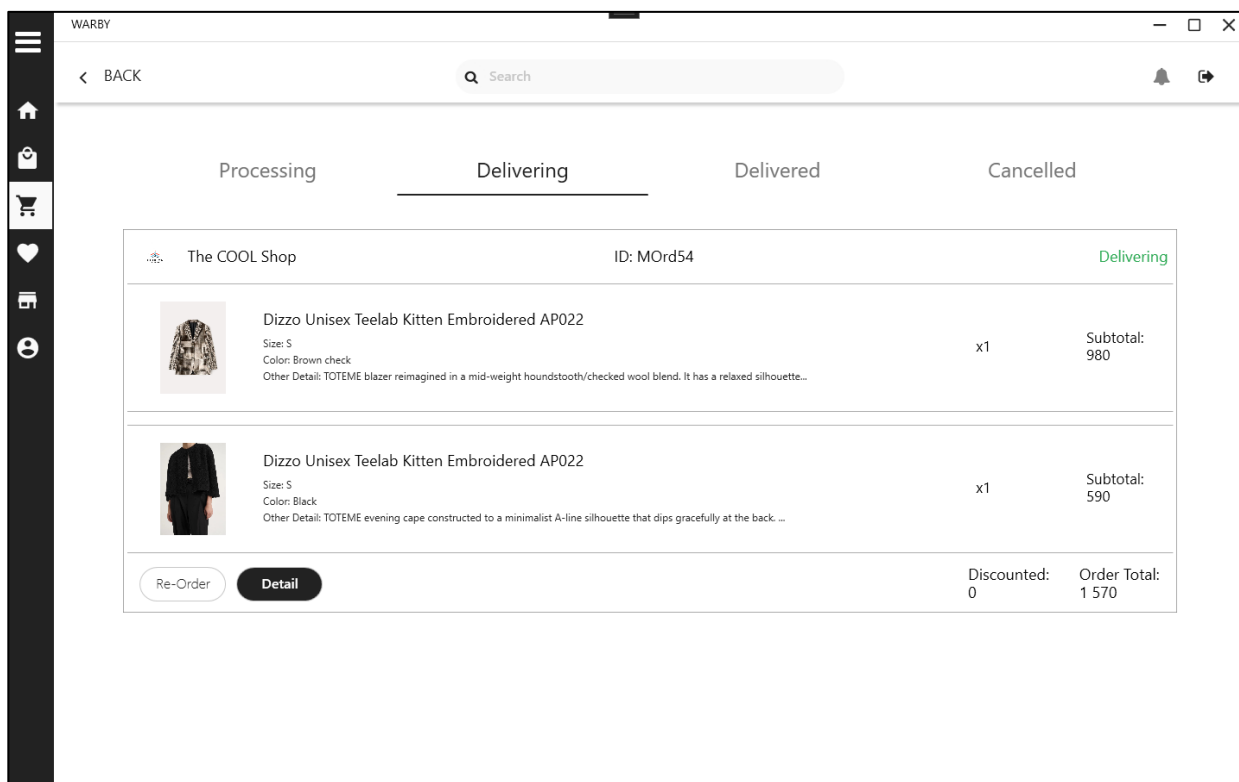 WARBY
BACK
Search
Processing
Delivering
Delivered
Cancelled
The COOL Shop
ID: MOrd54
Delivering
Dizzo Unisex Teelab Kitten Embroidered AP022
Size: S
Color: Brown check
Other Detail: TOTEME blazer reimagined in a mid-weight houndstooth/checked wool blend. It has a relaxed silhouette...
x1
Subtotal:
980
Dizzo Unisex Teelab Kitten Embroidered AP022
Size: S
Color: Black
Other Detail: TOTEME evening cape constructed to a minimalist A-line silhouette that dips gracefully at the back. ...
x1
Subtotal:
590
Re-Order
Detail
Discounted:
0
Order Total:
1 570